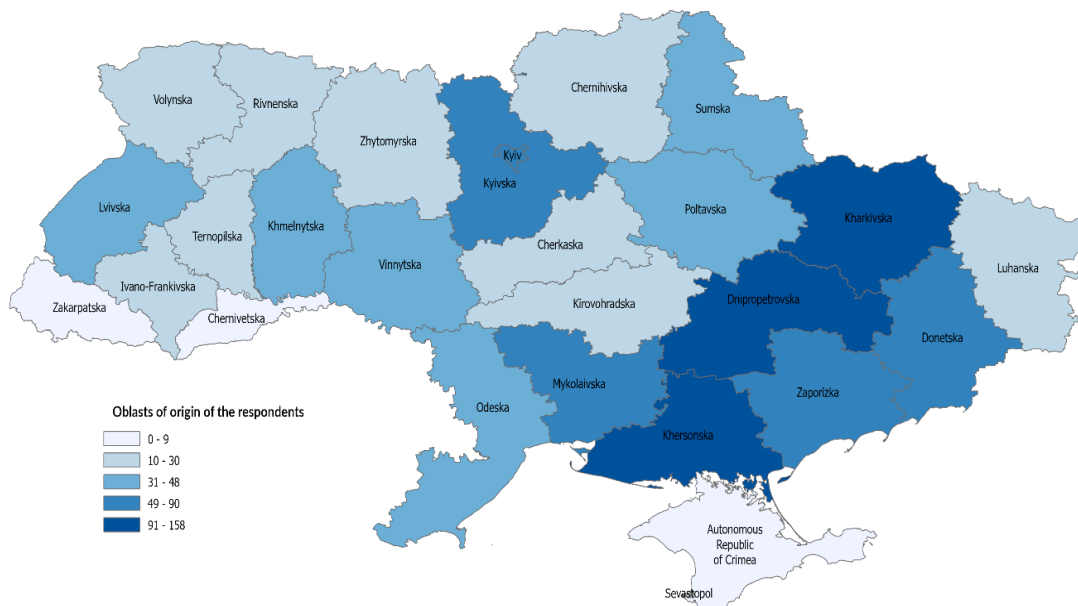 Chernihivska
Volynska
Rivnenska
Sumska
Zhytomyrska
Kyiv
Kyivska
Lvivska
Khmelnytska
Poltavska
Kharkivska
Ternopilska
Cherkaska
Vinnytska
Luhanska
Ivano-Frankivska
Zakarpatska
Chernivetska
Kirovohradska
Dnipropetrovska
Donetska
Mykolaivska
Zaporizka
Odeska
Khersonska
Oblasts of origin of the respondents
0 - 9
10 - 30
31 - 48
49 - 90
91 - 158
Autonomous
Republic
of Crimea
Sevastopol